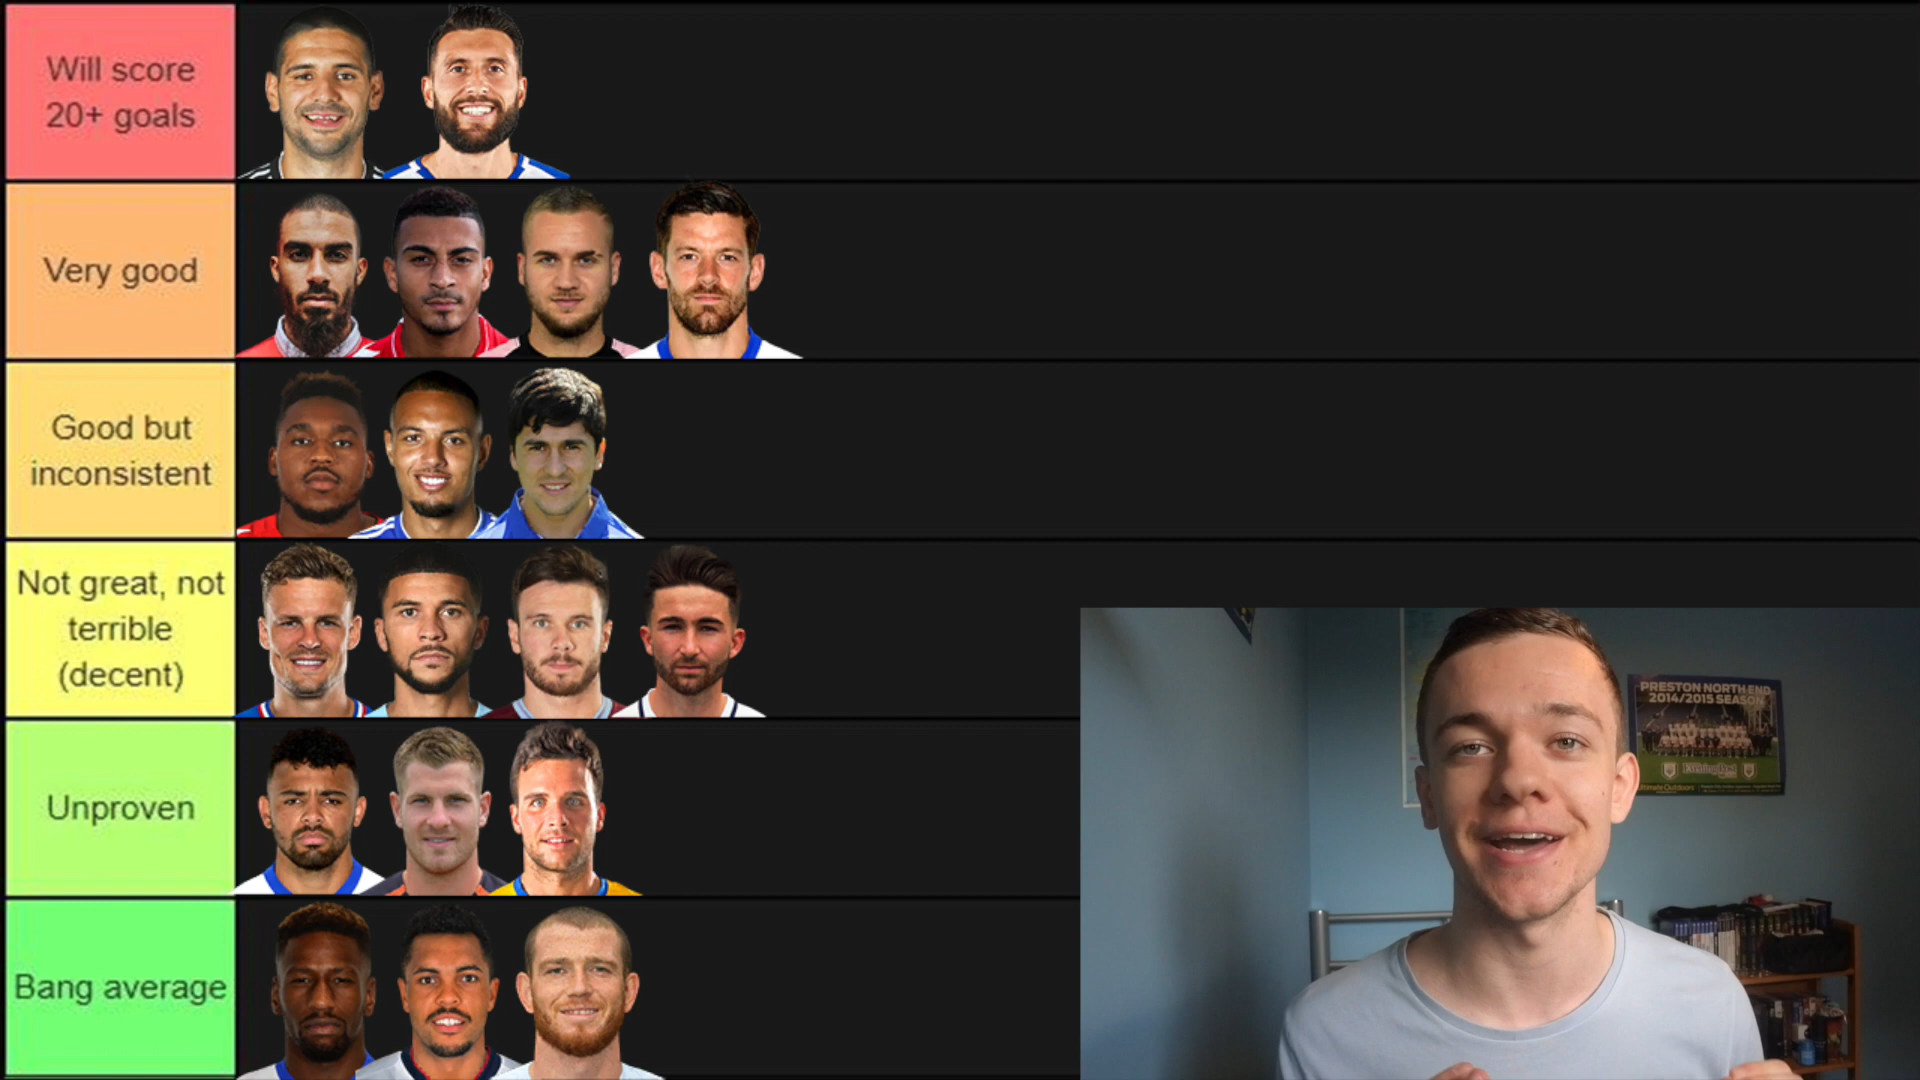 Will score
20+ goals
Very good
Good but
inconsistent
Not great, not
terrible
(decent)
Unproven
Bang average
PRESTON NORTH END
2014/2015 SEASON